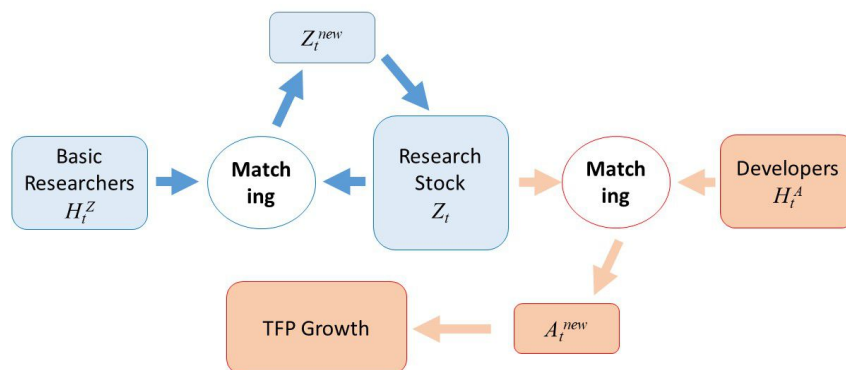 Z_t^{new}
Basic
Researchers
H_t^Z
Match
ing
Research
Stock
Z_t
Match
ing
Developers
H_t^A
TFP Growth
A_t^{new}